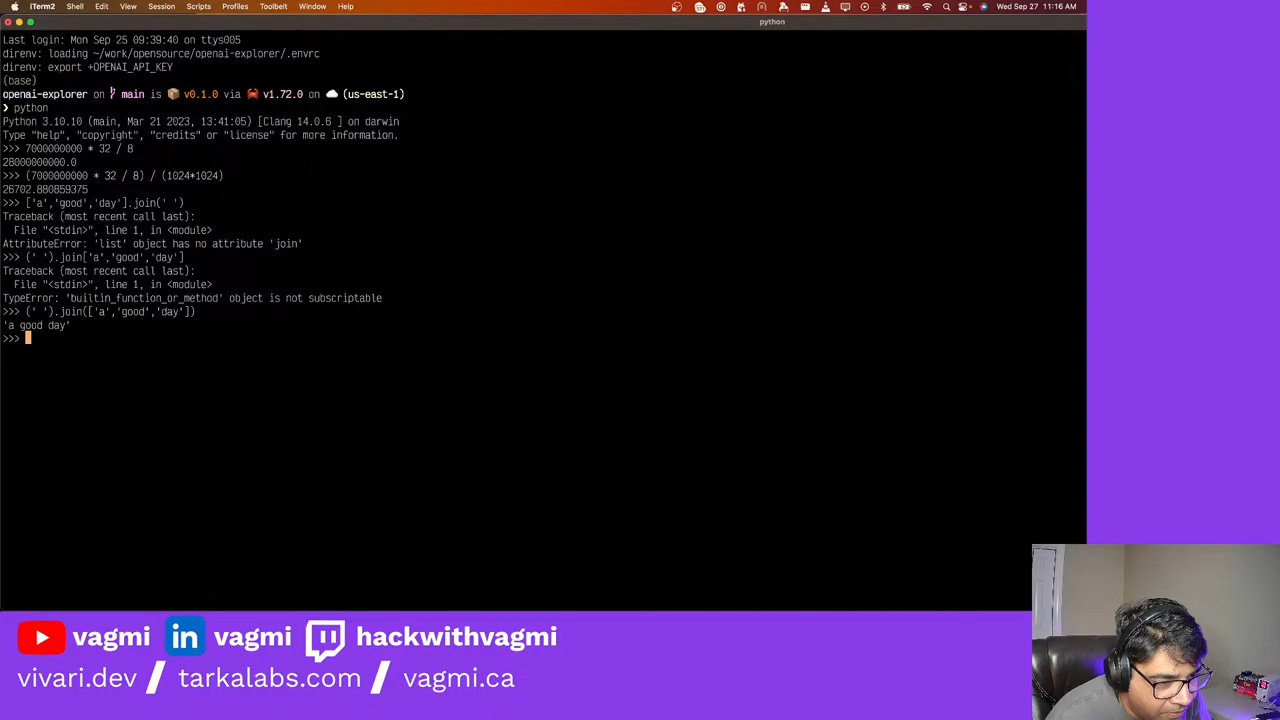 iTerm2 Shell Edit View Session Scripts Profiles Toolbelt Window Help Wed Sep 27 11:16 AM
python
Last login: Mon Sep 25 09:39:40 on ttys005
direnv: loading ~/work/opensource/openai-explorer/.envrc
direnv: export +OPENAI_API_KEY
(base)
openai-explorer on main is 📦 v0.1.0 via 🦀 v1.72.0 on ☁️ (us-east-1)
❯ python
Python 3.10.10 (main, Mar 21 2023, 13:41:05) [Clang 14.0.6 ] on darwin
Type "help", "copyright", "credits" or "license" for more information.
>>> 7000000000 * 32 / 8
28000000000.0
>>> (7000000000 * 32 / 8) / (1024*1024)
26702.880859375
>>> ['a','good','day'].join(' ')
Traceback (most recent call last):
  File "<stdin>", line 1, in <module>
AttributeError: 'list' object has no attribute 'join'
>>> (' ').join['a','good','day']
Traceback (most recent call last):
  File "<stdin>", line 1, in <module>
TypeError: 'builtin_function_or_method' object is not subscriptable
>>> (' ').join(['a','good','day'])
'a good day'
>>>
vagmi in vagmi hackwithvagmi
vivari.dev / tarkalabs.com / vagmi.ca